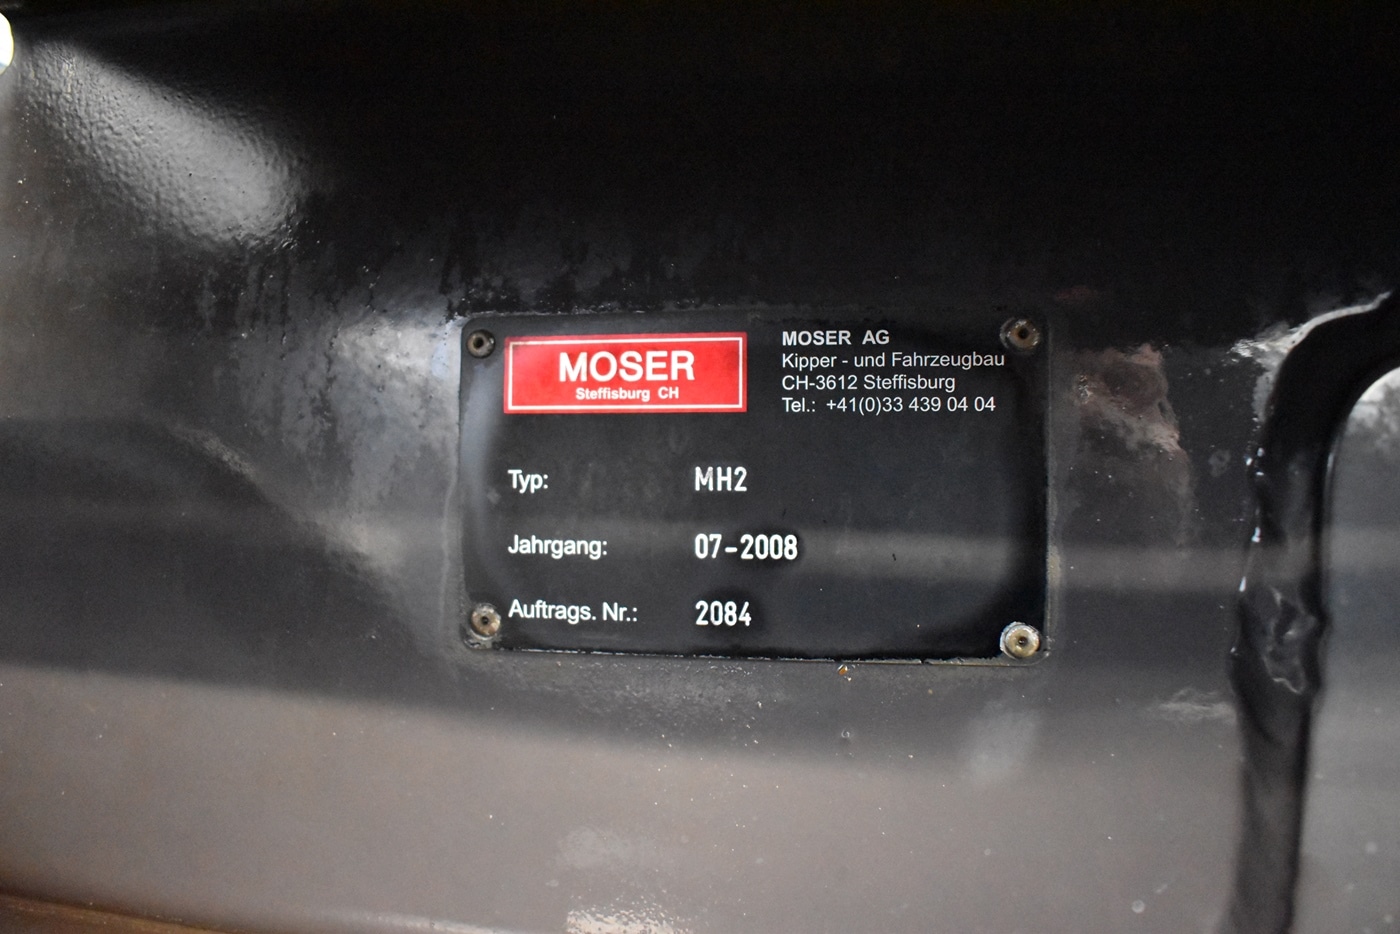 MOSER
Steffisburg CH
MOSER AG
Kipper - und Fahrzeugbau
CH-3612 Steffisburg
Tel.: +41(0)33 439 04 04
Typ: MH2
Jahrgang: 07-2008
Auftrags. Nr.: 2084